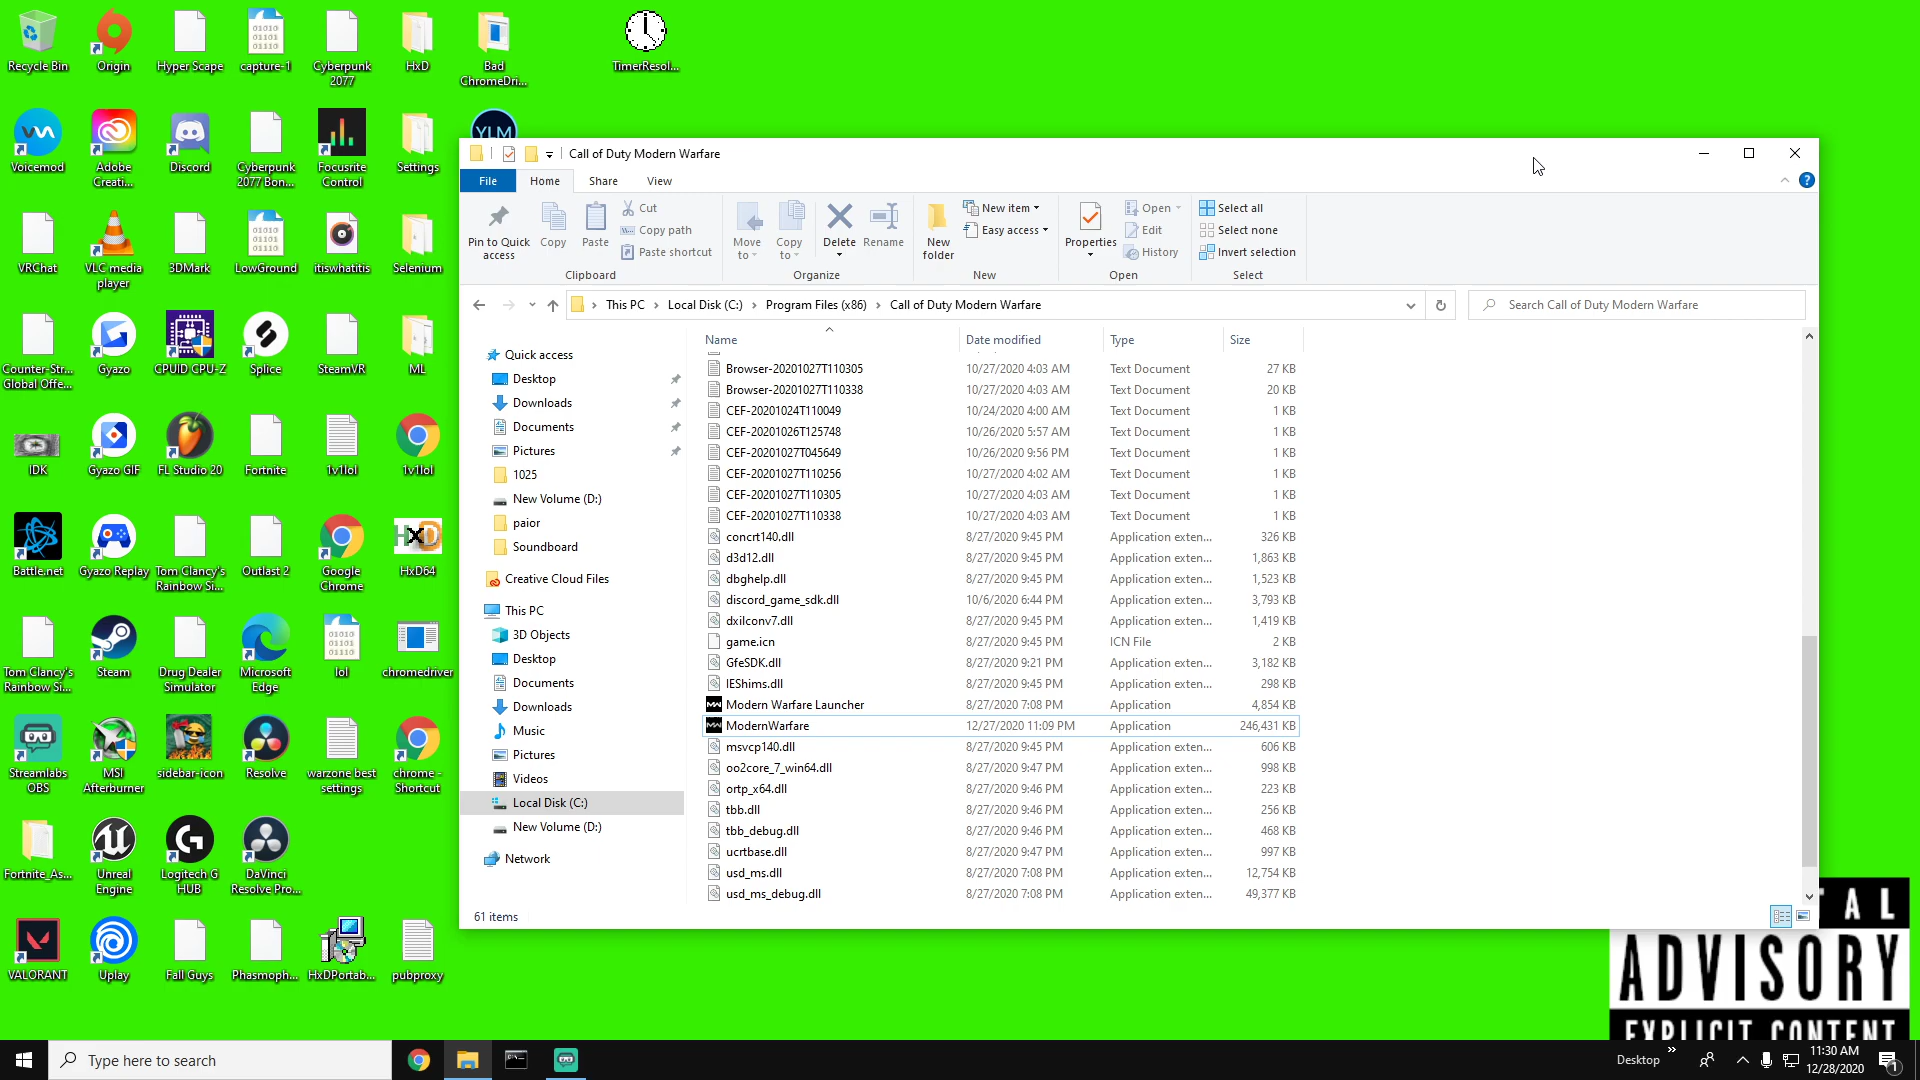 Recycle Bin
Origin
Hyper Scape
capture-1
Cyberpunk
2077
HxD
Bad
ChromeDri...
TimerResol...
Voicemod
Adobe
Creati...
Discord
Cyberpunk
2077 Bon...
Focusrite
Control
Settings
YLM
VRChat
VLC media
player
3DMark
LowGround
itiswhatitis
Selenium
Counter-Str...
Global Offe...
Gyazo
CPUID CPU-Z
Splice
SteamVR
ML
IDK
Gyazo GIF
FL Studio 20
Fortnite
1v1lol
1v1lol
Battle.net
Gyazo Replay
Tom Clancy's
Rainbow Si...
Outlast 2
Google
Chrome
HxD64
Tom Clancy's
Rainbow Si...
Steam
Drug Dealer
Simulator
Microsoft
Edge
lol
chromedriver
Streamlabs
OBS
MSI
Afterburner
sidebar-icon
Resolve
warzone best
settings
chrome -
Shortcut
Fortnite_As...
Unreal
Engine
Logitech G
HUB
DaVinci
Resolve Pro...
VALORANT
Uplay
Fall Guys
Phasmoph...
HxDPortab...
pubproxy
Call of Duty Modern Warfare
File
Home
Share
View
Pin to Quick
access
Copy
Paste
Cut
Copy path
Paste shortcut
Clipboard
Move
to
Copy
to
Delete
Rename
Organize
New
folder
New item
Easy access
New
Properties
Open
Edit
History
Open
Select all
Select none
Invert selection
Select
This PC > Local Disk (C:) > Program Files (x86) > Call of Duty Modern Warfare
Search Call of Duty Modern Warfare
Quick access
Desktop
Downloads
Documents
Pictures
1025
New Volume (D:)
paior
Soundboard
Creative Cloud Files
This PC
3D Objects
Desktop
Documents
Downloads
Music
Pictures
Videos
Local Disk (C:)
New Volume (D:)
Network
Name Date modified Type Size
Browser-20201027T110305 10/27/2020 4:03 AM Text Document 27 KB
Browser-20201027T110338 10/27/2020 4:03 AM Text Document 20 KB
CEF-20201024T110049 10/24/2020 4:00 AM Text Document 1 KB
CEF-20201026T125748 10/26/2020 5:57 AM Text Document 1 KB
CEF-20201027T045649 10/26/2020 9:56 PM Text Document 1 KB
CEF-20201027T110256 10/27/2020 4:02 AM Text Document 1 KB
CEF-20201027T110305 10/27/2020 4:03 AM Text Document 1 KB
CEF-20201027T110338 10/27/2020 4:03 AM Text Document 1 KB
concrt140.dll 8/27/2020 9:45 PM Application exten... 326 KB
d3d12.dll 8/27/2020 9:45 PM Application exten... 1,863 KB
dbghelp.dll 8/27/2020 9:45 PM Application exten... 1,523 KB
discord_game_sdk.dll 10/6/2020 6:44 PM Application exten... 3,793 KB
dxilconv7.dll 8/27/2020 9:45 PM Application exten... 1,419 KB
game.icn 8/27/2020 9:45 PM ICN File 2 KB
GfeSDK.dll 8/27/2020 9:21 PM Application exten... 3,182 KB
IEShims.dll 8/27/2020 9:45 PM Application exten... 298 KB
Modern Warfare Launcher 8/27/2020 7:08 PM Application 4,854 KB
ModernWarfare 12/27/2020 11:09 PM Application 246,431 KB
msvcp140.dll 8/27/2020 9:45 PM Application exten... 606 KB
oo2core_7_win64.dll 8/27/2020 9:47 PM Application exten... 998 KB
ortp_x64.dll 8/27/2020 9:46 PM Application exten... 223 KB
tbb.dll 8/27/2020 9:46 PM Application exten... 256 KB
tbb_debug.dll 8/27/2020 9:46 PM Application exten... 468 KB
ucrtbase.dll 8/27/2020 9:47 PM Application exten... 997 KB
usd_ms.dll 8/27/2020 7:08 PM Application exten... 12,754 KB
usd_ms_debug.dll 8/27/2020 7:08 PM Application exten... 49,377 KB
61 items
TAL
ADVISORY
EXPLICIT CONTENT
Type here to search
Desktop
11:30 AM
12/28/2020
1